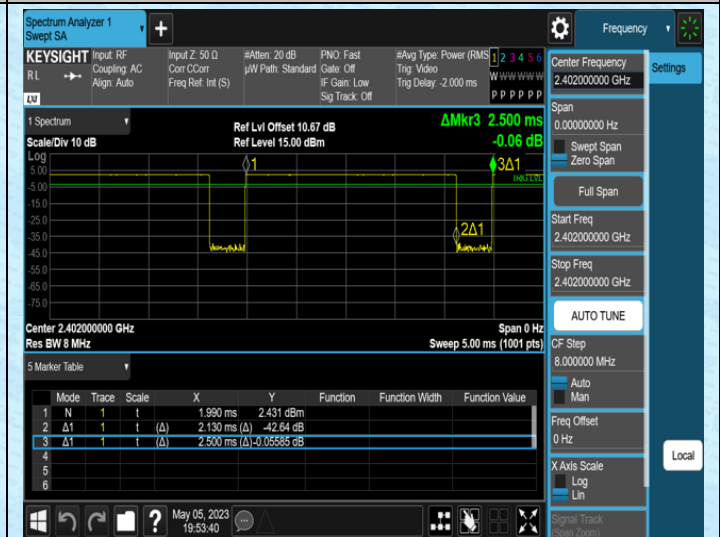 Spectrum Analyzer 1
Swept SA
+
Frequency
KEYSIGHT
RL
LXI
Input: RF
Coupling: AC
Align: Auto
Input Z: 50 Ω
Corr CCorr
Freq Ref: Int (S)
#Atten: 20 dB
µW Path: Standard
PNO: Fast
Gate: Off
IF Gain: Low
Sig Track: Off
#Avg Type: Power (RMS
Trig: Video
Trig Delay: -2.000 ms
1 2 3 4 5 6
W W W W W W
P P P P P P
1 Spectrum
Scale/Div 10 dB
Ref Lvl Offset 10.67 dB
Ref Level 15.00 dBm
ΔMkr3 2.500 ms
-0.06 dB
Log
5.00
-5.00
-15.0
-25.0
-35.0
-45.0
-55.0
-65.0
-75.0
1
3Δ1
TRIG LVL
2Δ1
Center 2.402000000 GHz
Res BW 8 MHz
Span 0 Hz
Sweep 5.00 ms (1001 pts)
5 Marker Table
Mode Trace Scale X Y Function Function Width Function Value
1 N 1 t 1.990 ms 2.431 dBm
2 Δ1 1 t (Δ) 2.130 ms (Δ) -42.64 dB
3 Δ1 1 t (Δ) 2.500 ms (Δ) -0.05585 dB
4
5
6
May 05, 2023
19:53:40
?
Center Frequency
2.402000000 GHz
Settings
Span
0.00000000 Hz
Swept Span
Zero Span
Full Span
Start Freq
2.402000000 GHz
Stop Freq
2.402000000 GHz
AUTO TUNE
CF Step
8.000000 MHz
Auto
Man
Freq Offset
0 Hz
X Axis Scale
Log
Lin
Local
Signal Track
(Span Zoom)